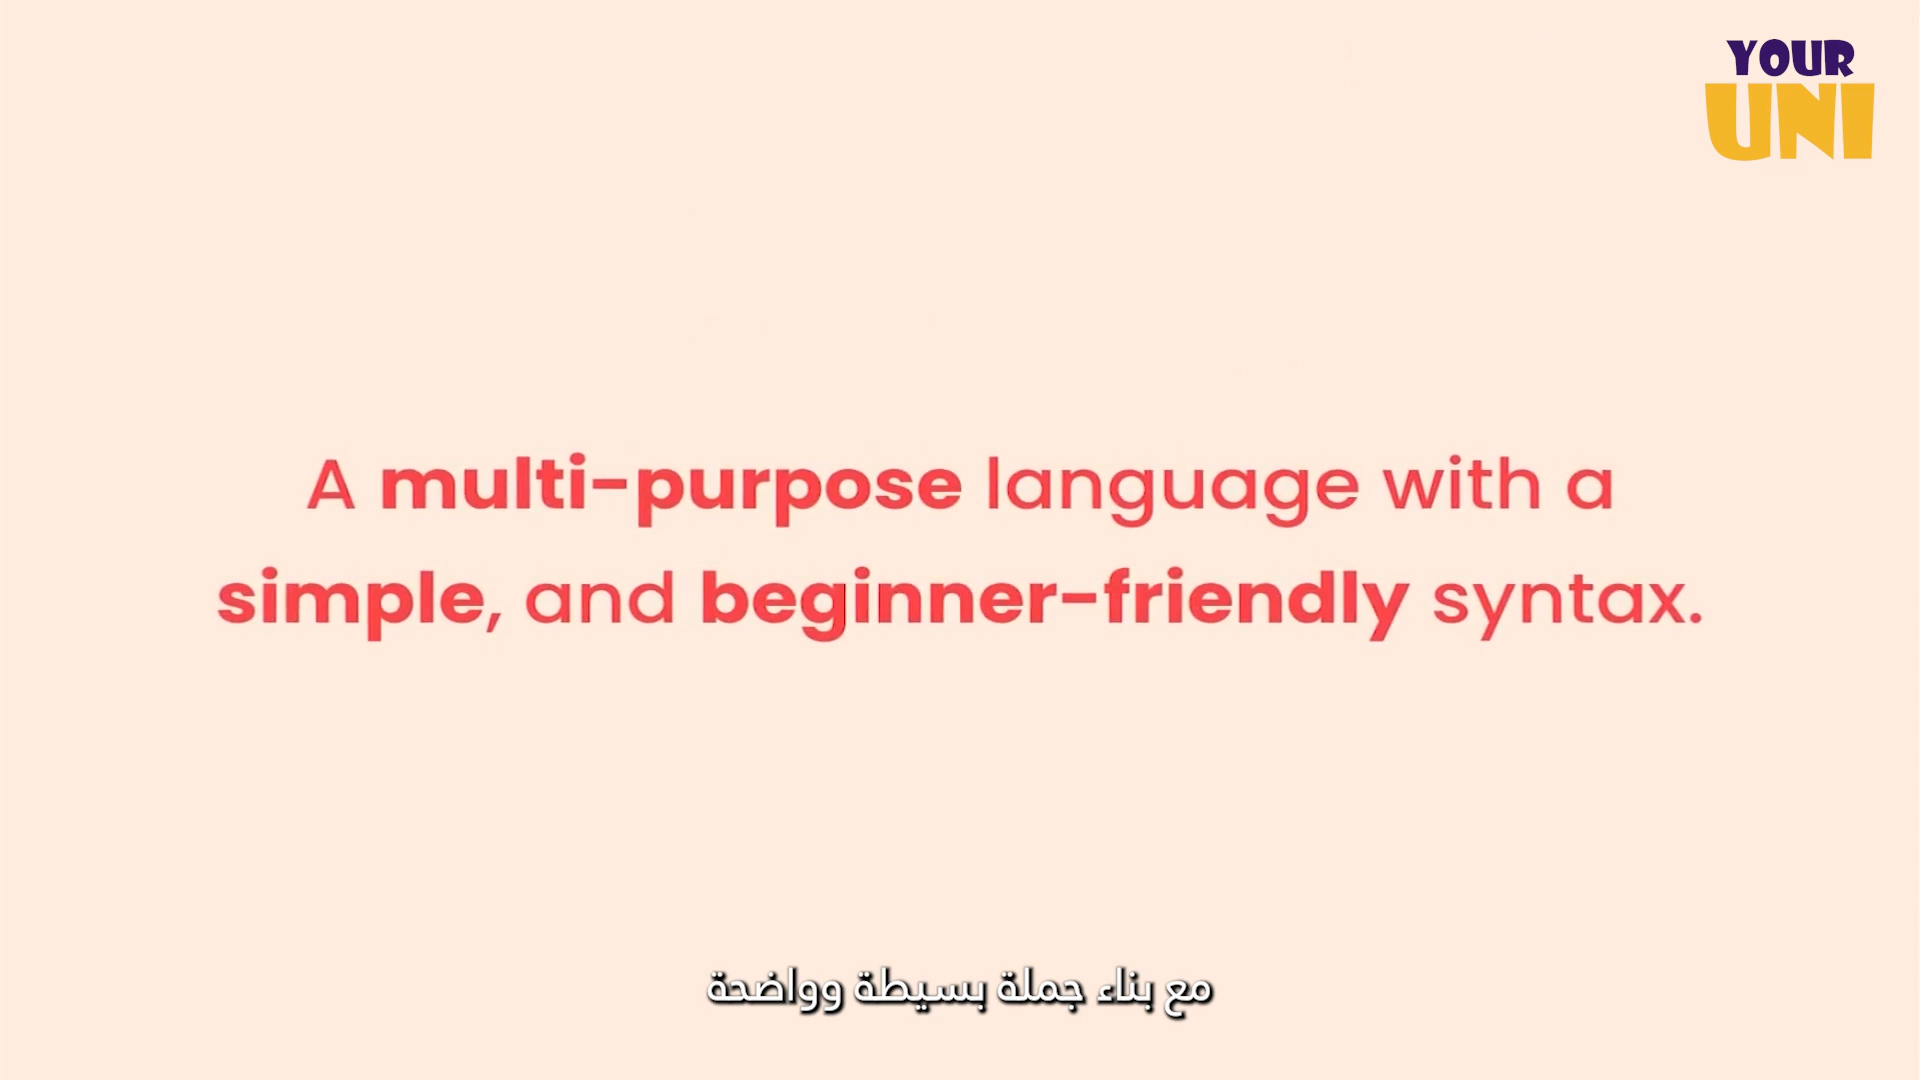 YOUR
UNI
A multi-purpose language with a
simple, and beginner-friendly syntax.
مع بناء جملة بسيطة وواضحة